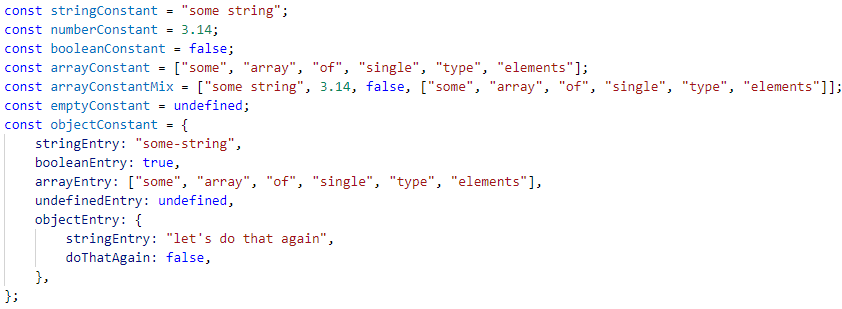 const stringConstant = "some string";
const numberConstant = 3.14;
const booleanConstant = false;
const arrayConstant = ["some", "array", "of", "single", "type", "elements"];
const arrayConstantMix = ["some string", 3.14, false, ["some", "array", "of", "single", "type", "elements"]];
const emptyConstant = undefined;
const objectConstant = {
    stringEntry: "some-string",
    booleanEntry: true,
    arrayEntry: ["some", "array", "of", "single", "type", "elements"],
    undefinedEntry: undefined,
    objectEntry: {
        stringEntry: "let's do that again",
        doThatAgain: false,
    },
};